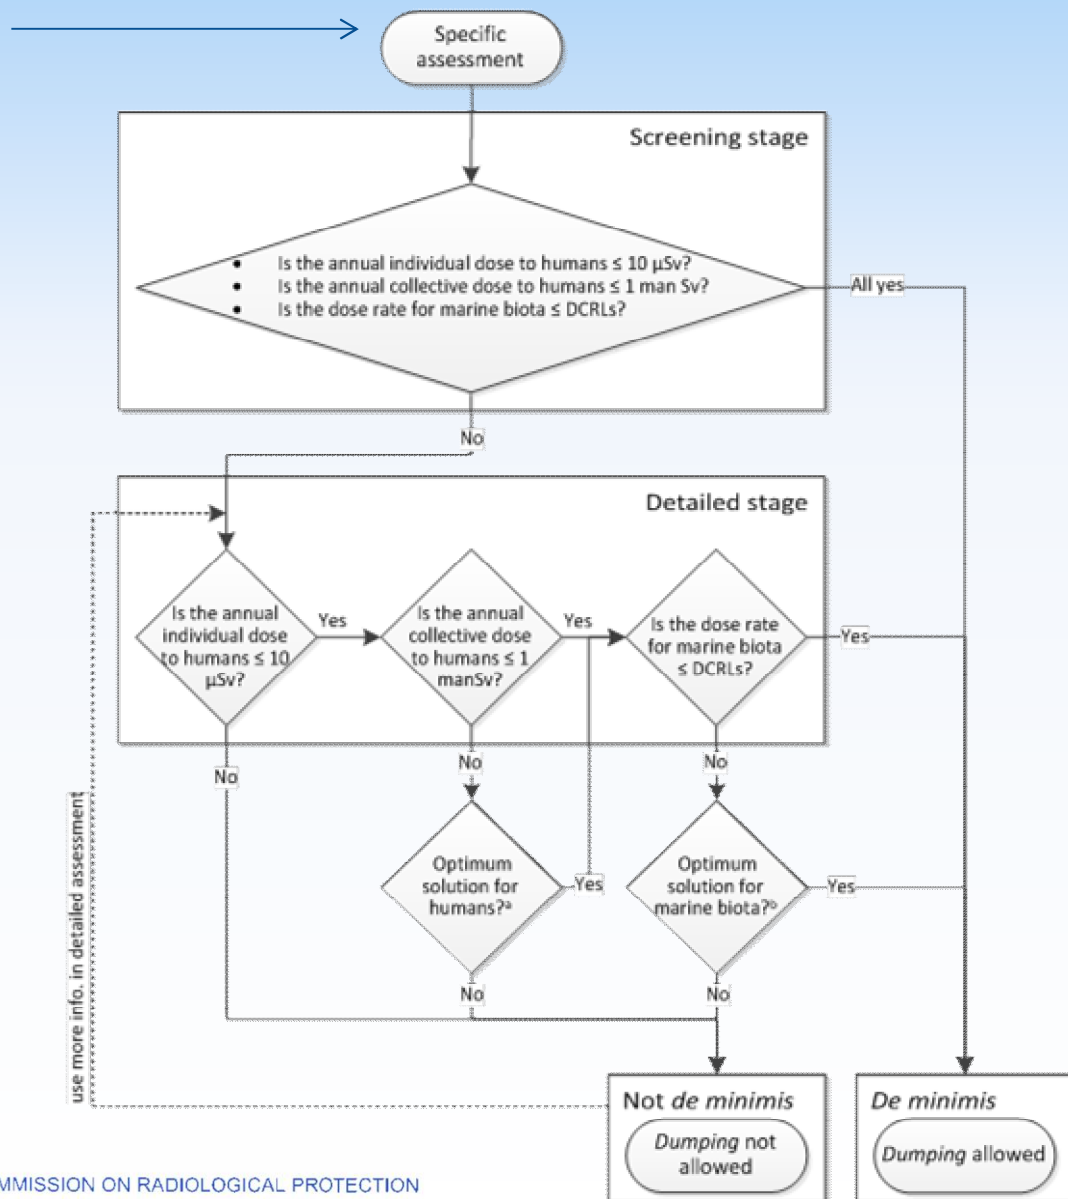 Specific
assessment
Screening stage
• Is the annual individual dose to humans ≤ 10 µSv?
• Is the annual collective dose to humans ≤ 1 man Sv?
• Is the dose rate for marine biota ≤ DCRLs?
All yes
No
Detailed stage
Is the annual
individual dose
to humans ≤ 10
µSv?
Yes
Is the annual
collective dose
to humans ≤ 1
manSv?
Yes
Is the dose rate
for marine biota
≤ DCRLs?
Yes
No
No
No
Optimum
solution for
humans?ᵃ
Yes
Optimum
solution for
marine biota?ᵇ
Yes
No
No
use more info. in detailed assessment
Not de minimis
Dumping not
allowed
De minimis
Dumping allowed
MMISSION ON RADIOLOGICAL PROTECTION